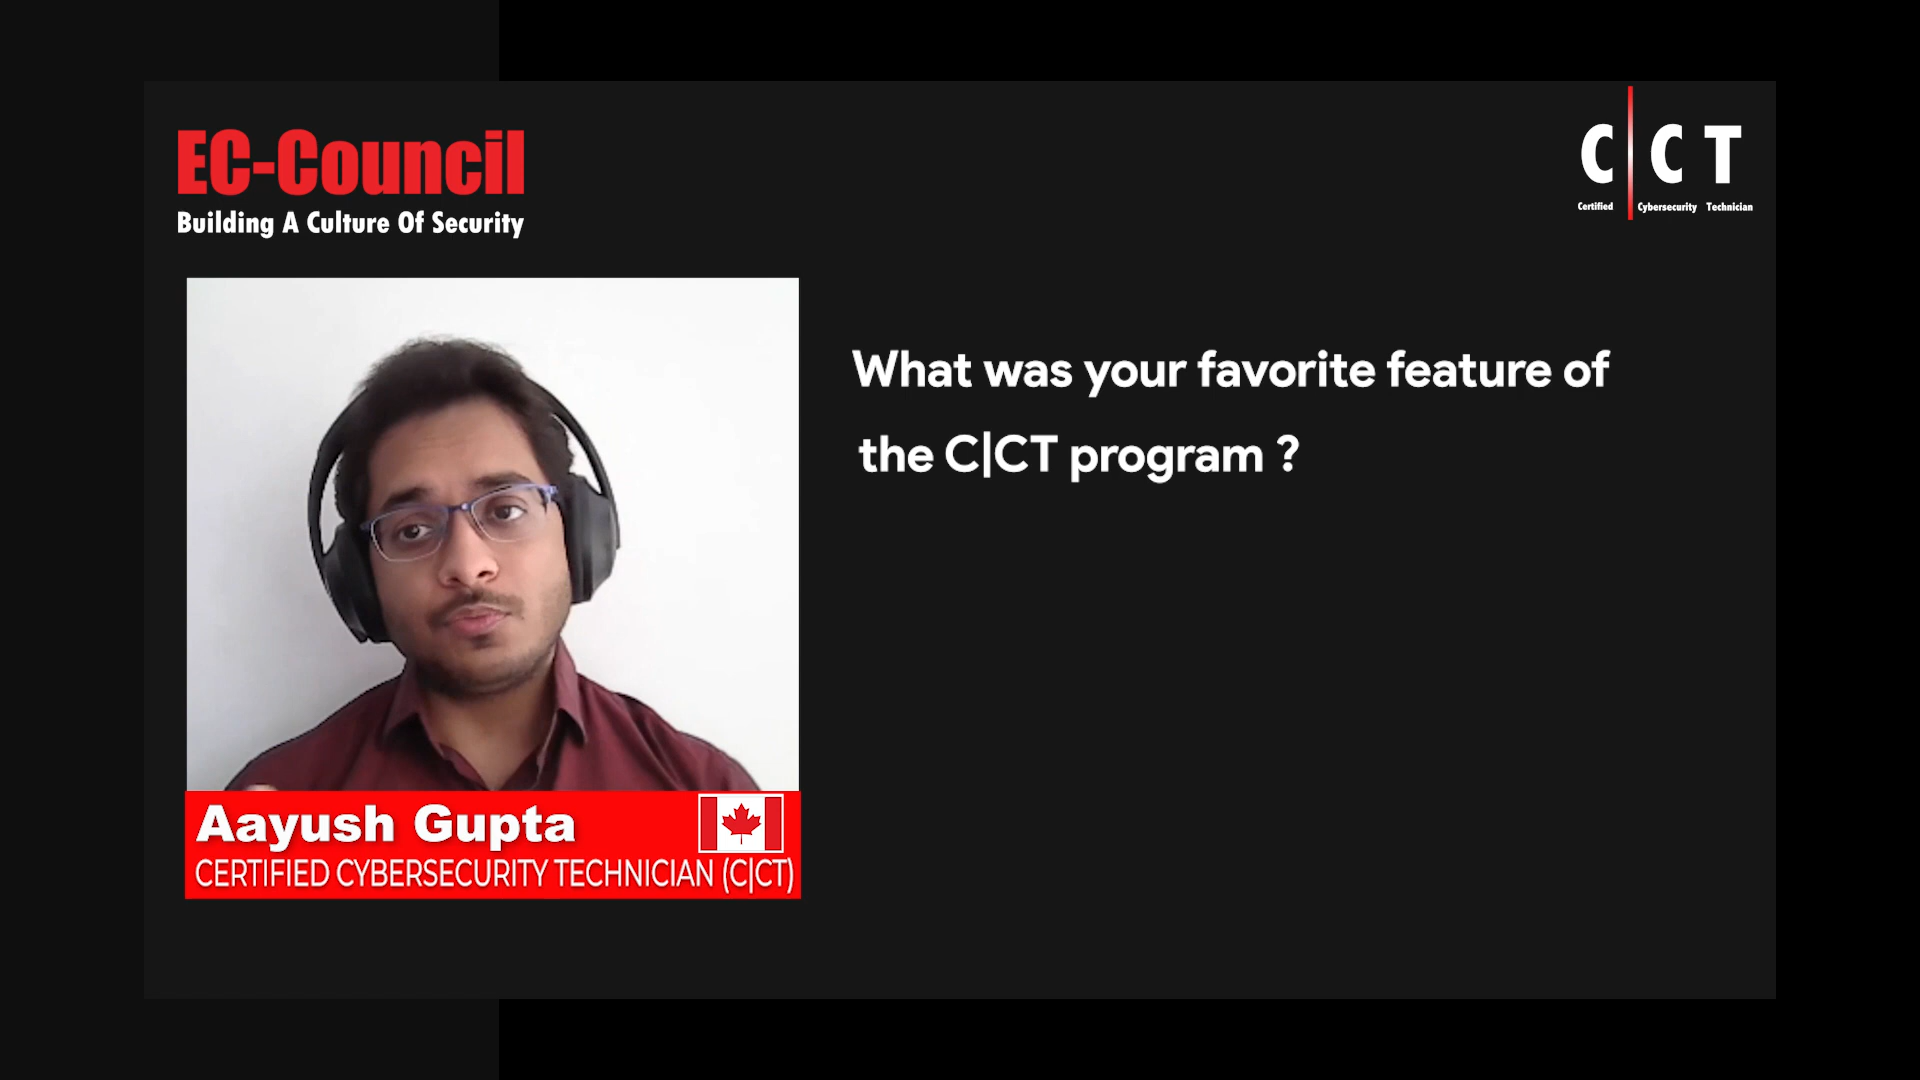 EC-Council
Building A Culture Of Security
C|CT
Certified Cybersecurity Technician
What was your favorite feature of
the C|CT program ?
Aayush Gupta
CERTIFIED CYBERSECURITY TECHNICIAN (C|CT)